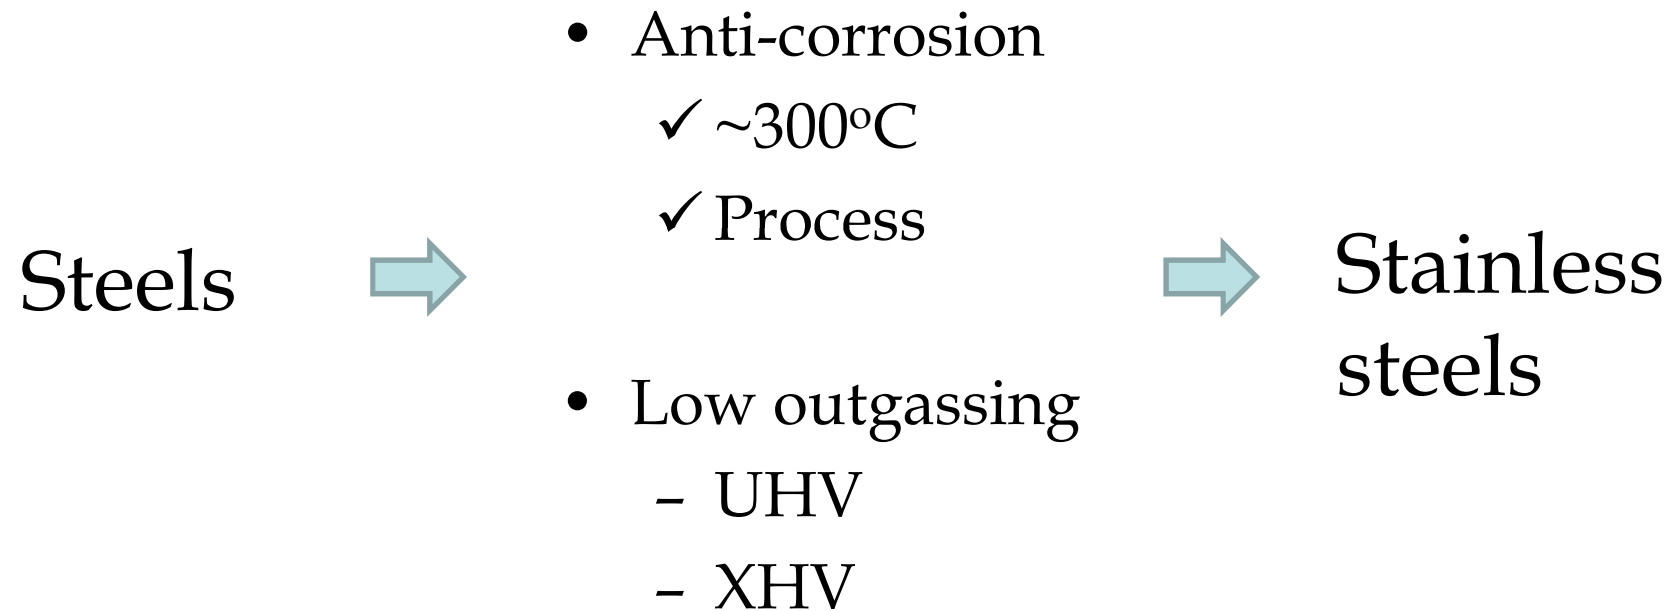 Steels
• Anti-corrosion
✓ ~300ºC
✓ Process
• Low outgassing
– UHV
– XHV
Stainless
steels